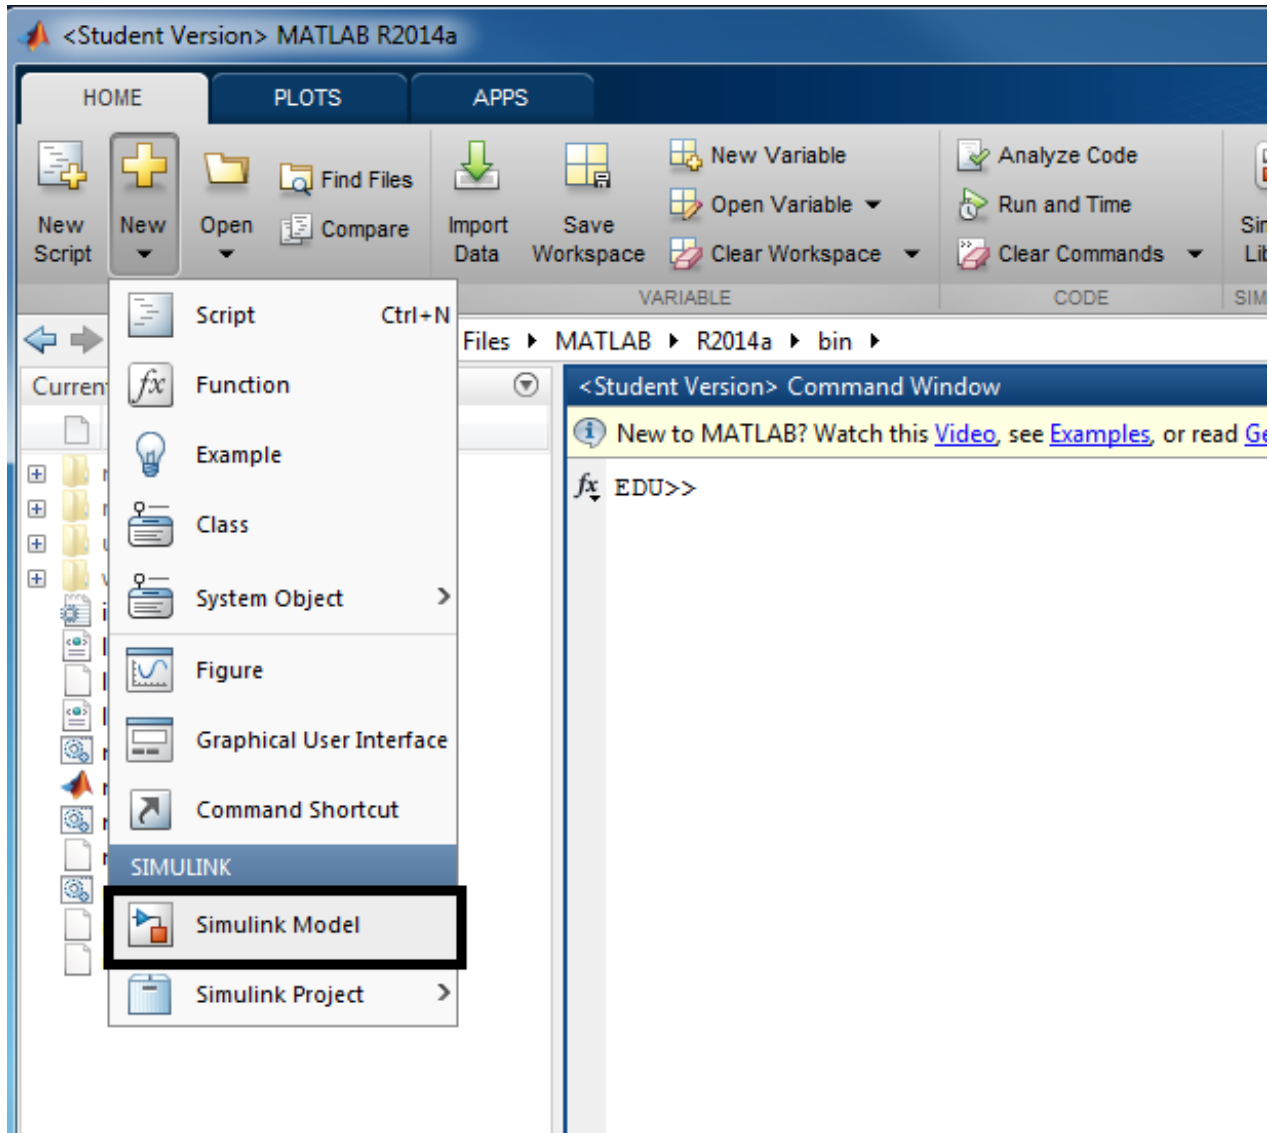 <Student Version> MATLAB R2014a
HOME PLOTS APPS
New Script
New
Open
Find Files
Compare
Import Data
Save Workspace
New Variable
Open Variable
Clear Workspace
Analyze Code
Run and Time
Clear Commands
VARIABLE CODE
Files MATLAB R2014a bin
Script Ctrl+N
Function
Example
Class
System Object
Figure
Graphical User Interface
Command Shortcut
SIMULINK
Simulink Model
Simulink Project
<Student Version> Command Window
New to MATLAB? Watch this Video, see Examples, or read
fx EDU>>